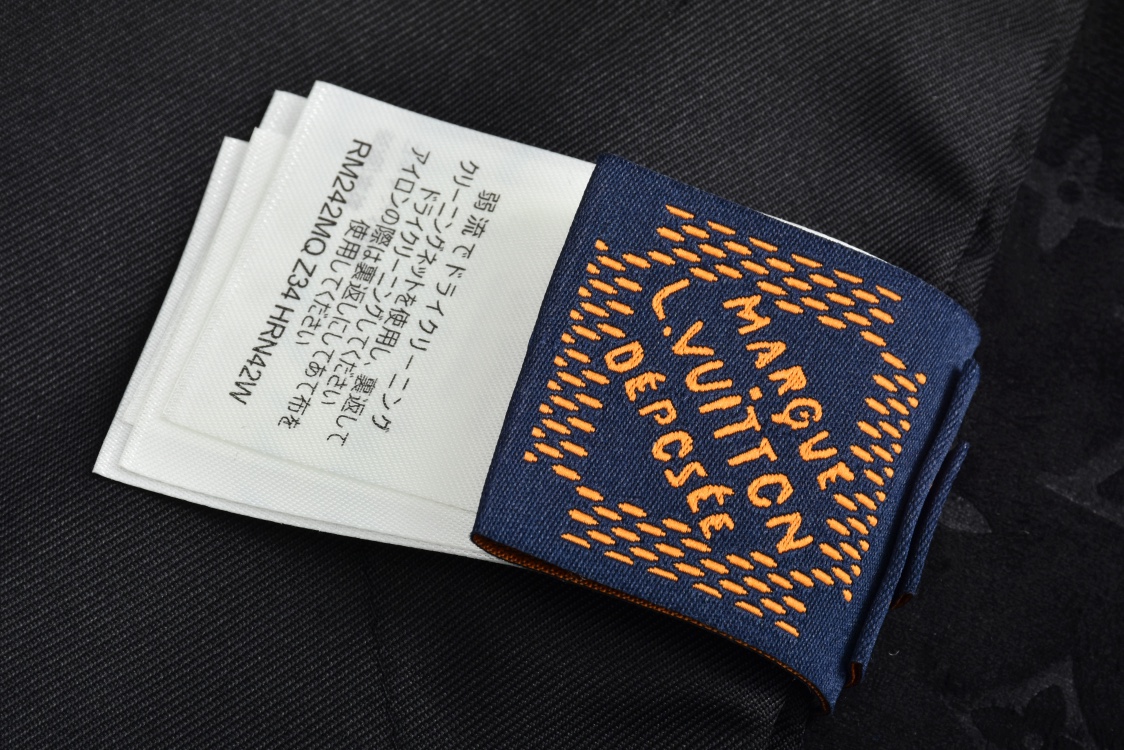 弱流でドライクリーニング
クリーニングネットを使用し 裏返して
ドライクリーニングしてください
アイロンの際は裏返しにしてあて布を
使用してください
RM242MQ Z34 HRN42W
MARQUE
L.VUITTON
DEPOSÉE